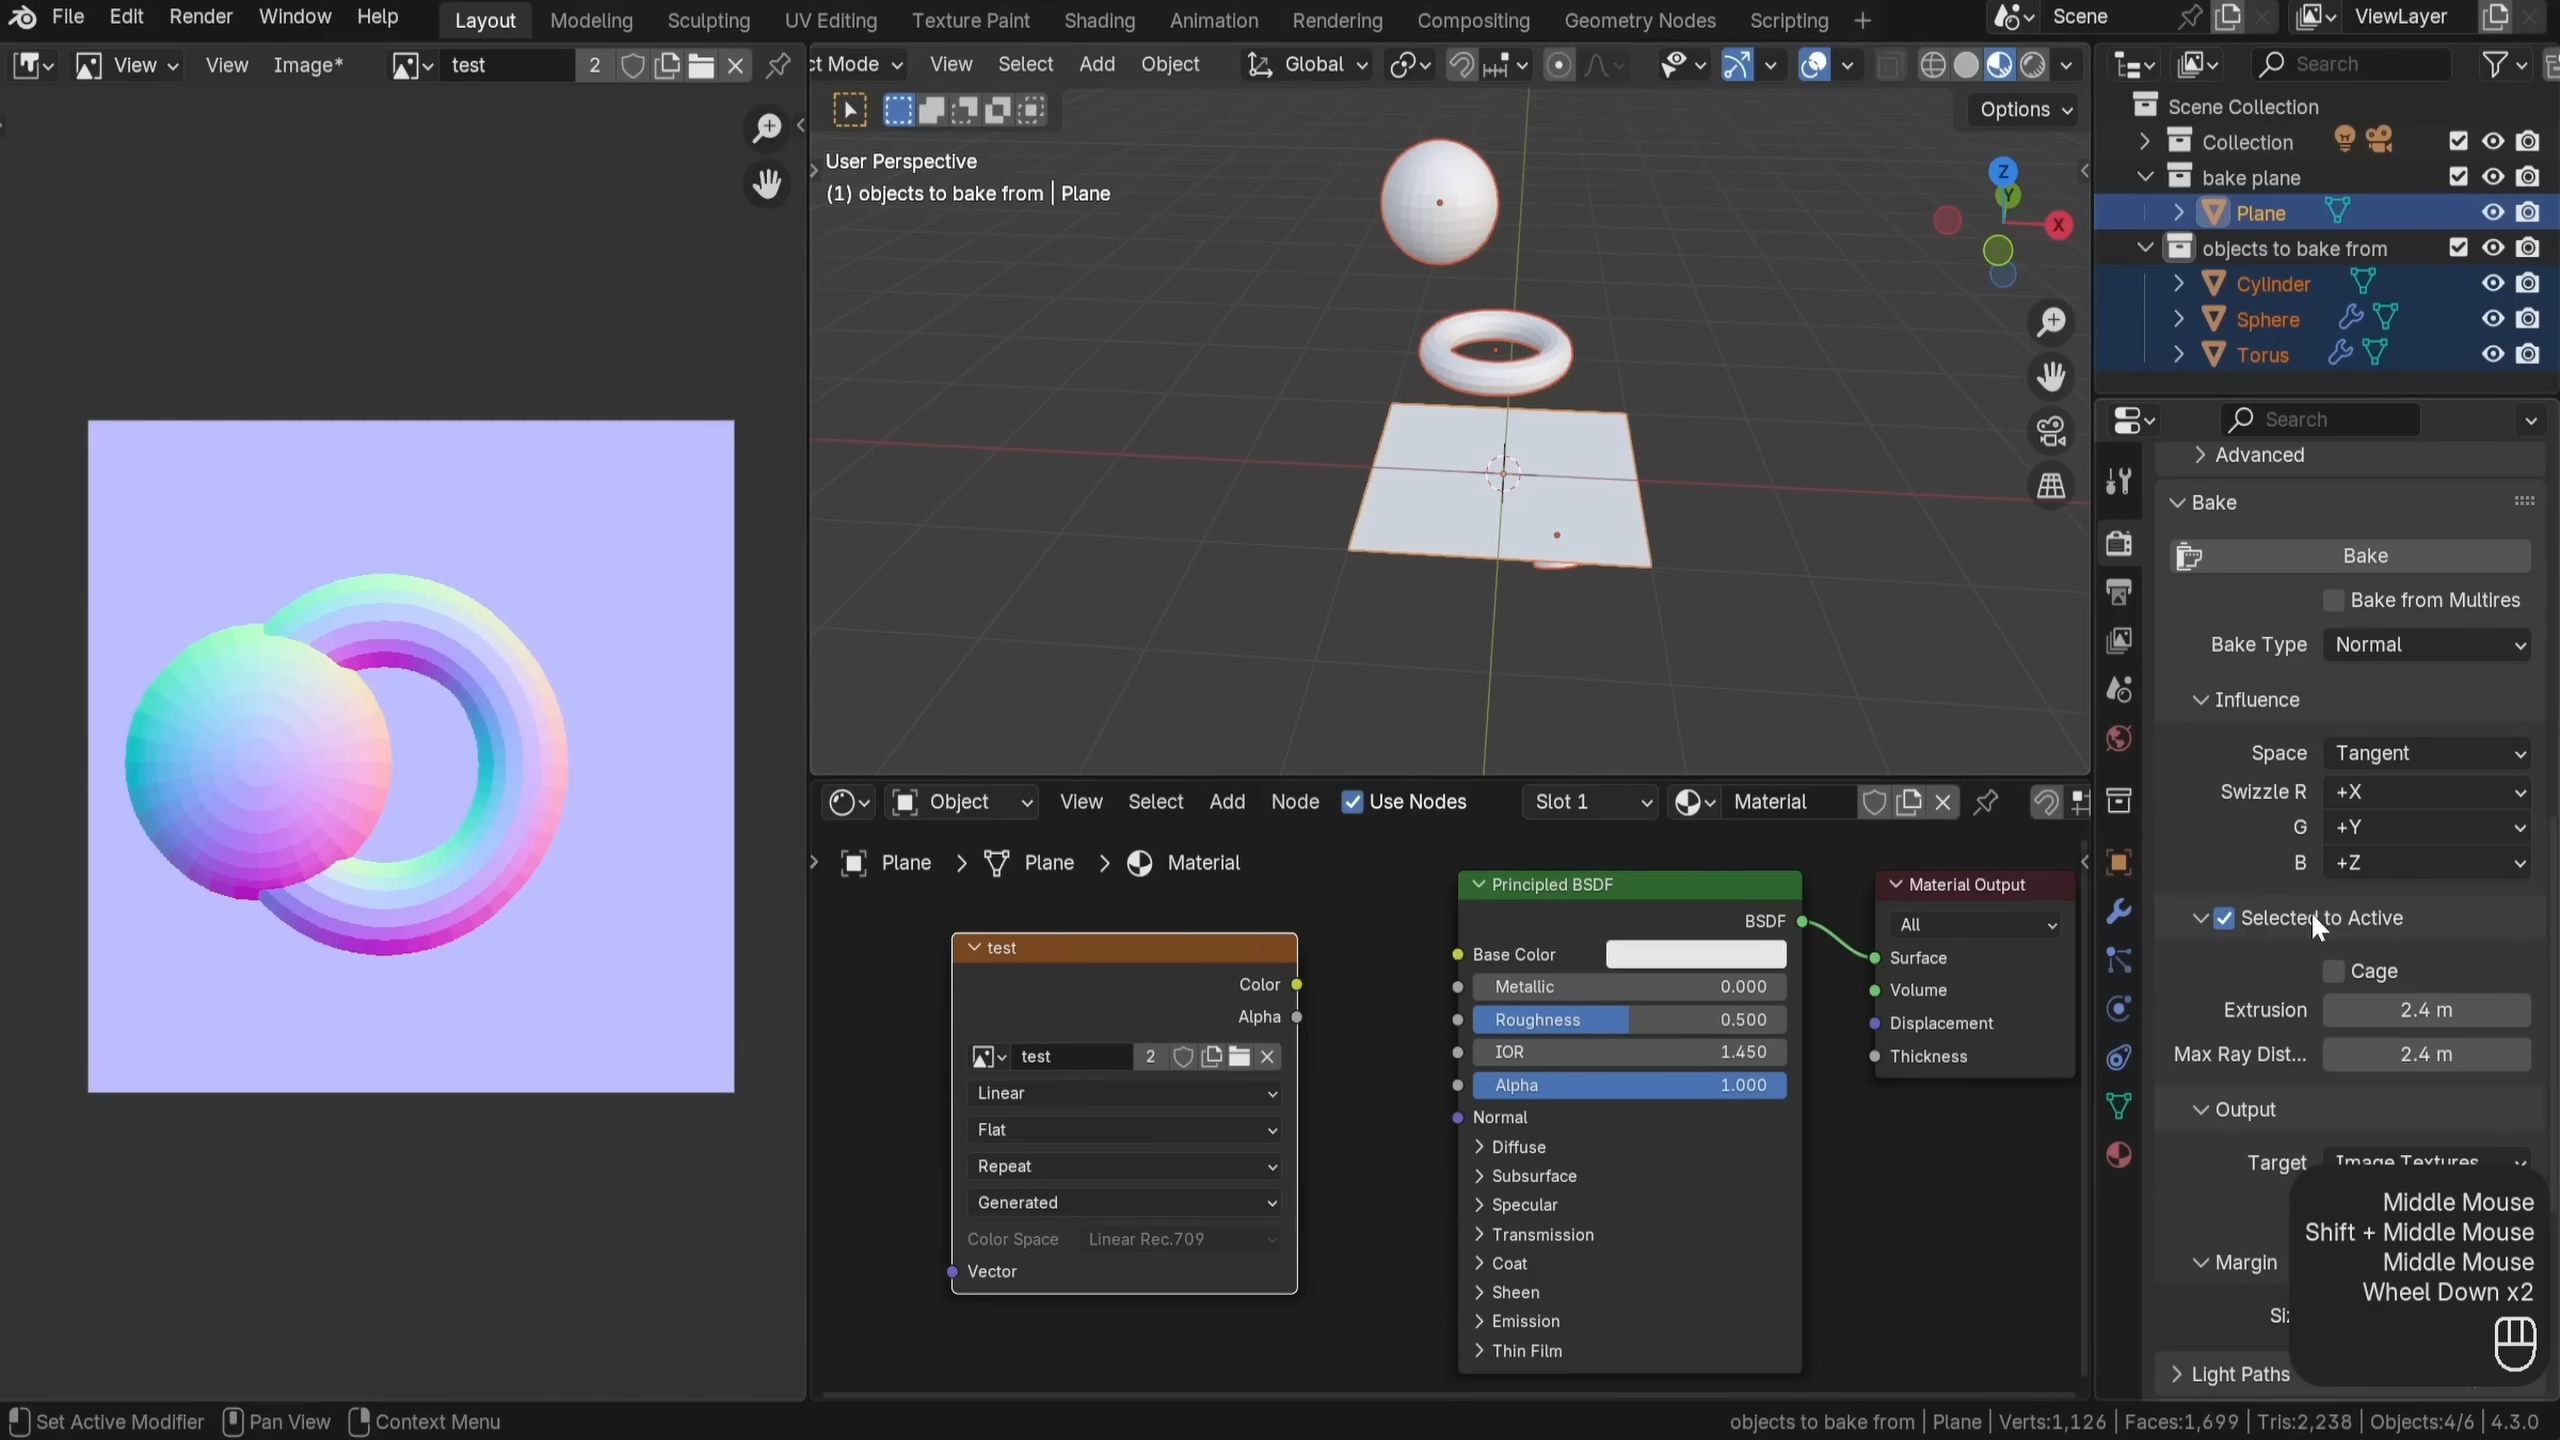 File Edit Render Window Help
Layout Modeling Sculpting UV Editing Texture Paint Shading Animation Rendering Compositing Geometry Nodes Scripting +
Scene
ViewLayer
View View Image* test 2
ct Mode View Select Add Object Global
Options
User Perspective
(1) objects to bake from | Plane
Z
Y
X
Search
Scene Collection
Collection
bake plane
Plane
objects to bake from
Cylinder
Sphere
Torus
Search
Advanced
Bake
Bake
Bake from Multires
Bake Type Normal
Influence
Space Tangent
Swizzle R +X
G +Y
B +Z
Selected to Active
Cage
Extrusion 2.4 m
Max Ray Dist... 2.4 m
Output
Target Image Textures
Margin
Light Paths
Middle Mouse
Shift + Middle Mouse
Middle Mouse
Wheel Down x2
Object View Select Add Node Use Nodes Slot 1 Material
Plane > Plane > Material
test
Color
Alpha
test 2
Linear
Flat
Repeat
Generated
Color Space Linear Rec.709
Vector
Principled BSDF
BSDF
Base Color
Metallic 0.000
Roughness 0.500
IOR 1.450
Alpha 1.000
Normal
Diffuse
Subsurface
Specular
Transmission
Coat
Sheen
Emission
Thin Film
Material Output
All
Surface
Volume
Displacement
Thickness
Set Active Modifier Pan View Context Menu
objects to bake from | Plane | Verts:1,126 | Faces:1,699 | Tris:2,238 | Objects:4/6 | 4.3.0